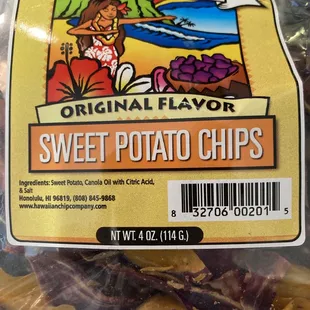 ORIGINAL FLAVOR
SWEET POTATO CHIPS
Ingredients: Sweet Potato, Canola Oil with Citric Acid,
& Salt
Honolulu, HI 96819, (808) 845-9868
www.hawaiianchipcompany.com
8 32706 00201 5
NT WT. 4 OZ. (114 G.)